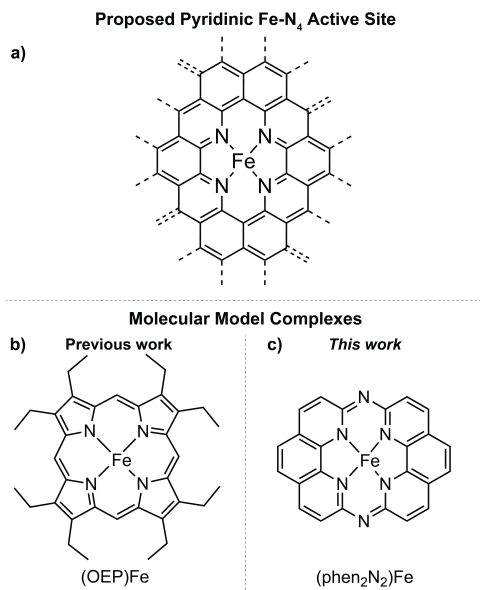 Proposed Pyridinic Fe-N₄ Active Site
a)
N N
Fe
N N
Molecular Model Complexes
b) Previous work
c) This work
N N
Fe
N N
(OEP)Fe
N
N N
Fe
N N
N
(phen₂N₂)Fe